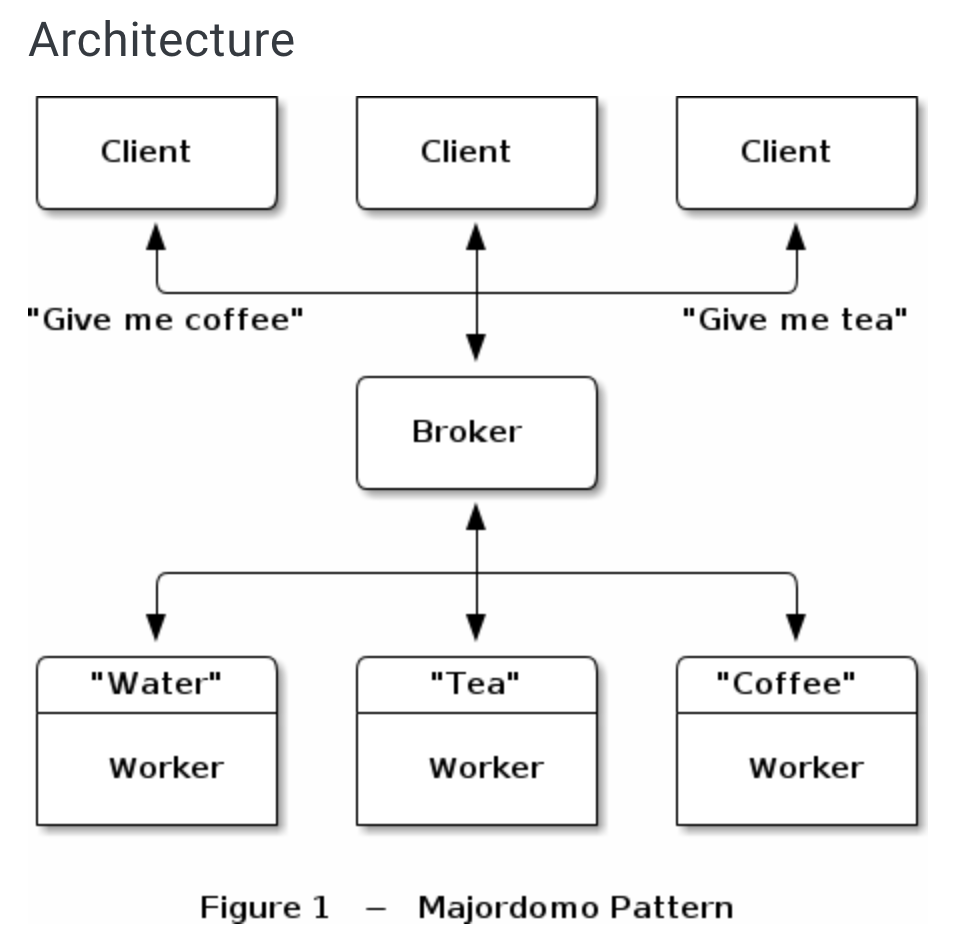 Architecture
Client Client Client
"Give me coffee" "Give me tea"
Broker
"Water" "Tea" "Coffee"
Worker Worker Worker
Figure 1 – Majordomo Pattern